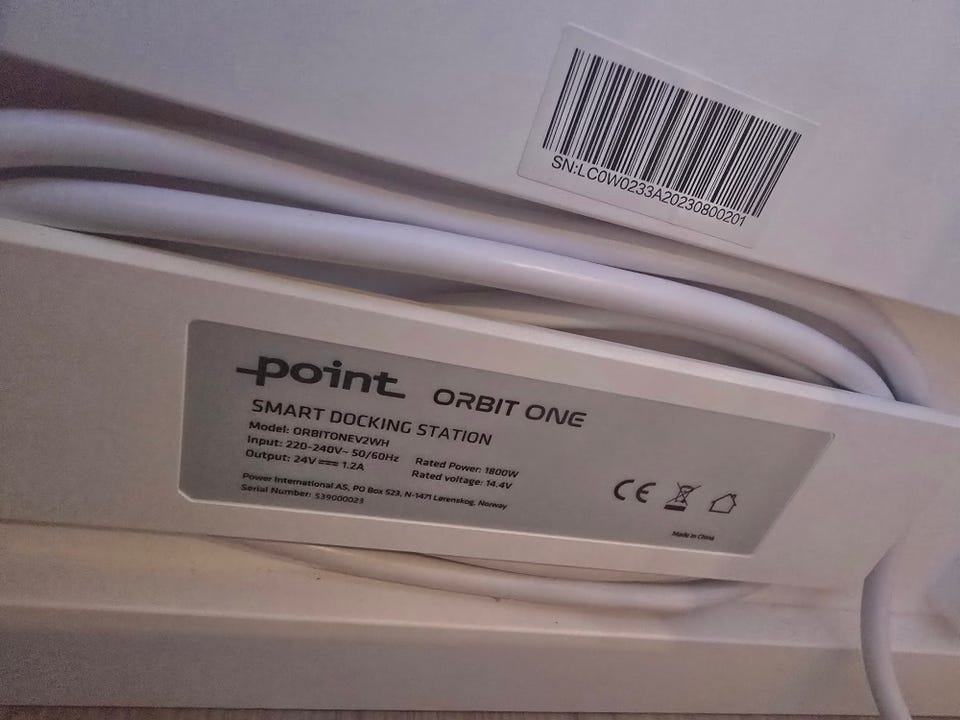 SN:LC0W0233A20230800201
point ORBIT ONE
SMART DOCKING STATION
Model: ORBITONEV2WH
Input: 220-240V~ 50/60Hz Rated Power: 1800W
Output: 24V⎓1.2A Rated voltage: 14.4V
Power International AS, PO Box 523, N-1471 Lørenskog, Norway
Serial Number: 539000023
CE
Made in China